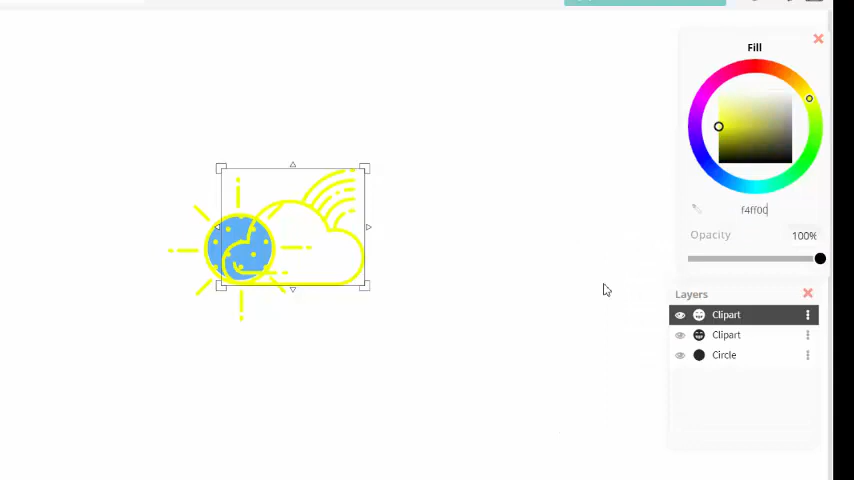 Fill
f4ff00
Opacity 100%
Layers
Clipart
Clipart
Circle